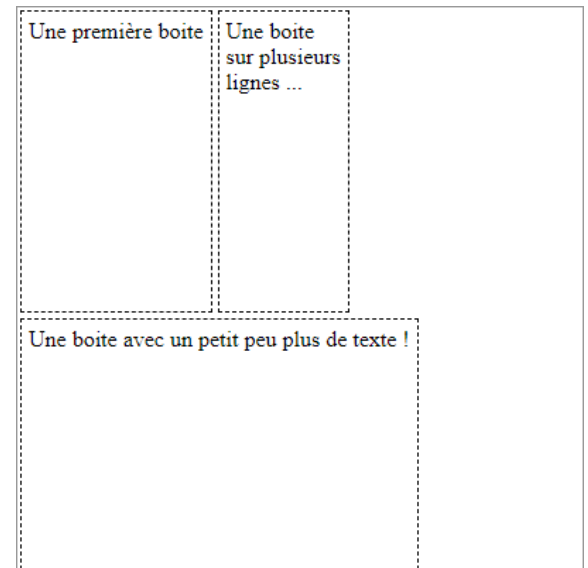 Une première boite
Une boite
sur plusieurs
lignes ...
Une boite avec un petit peu plus de texte !